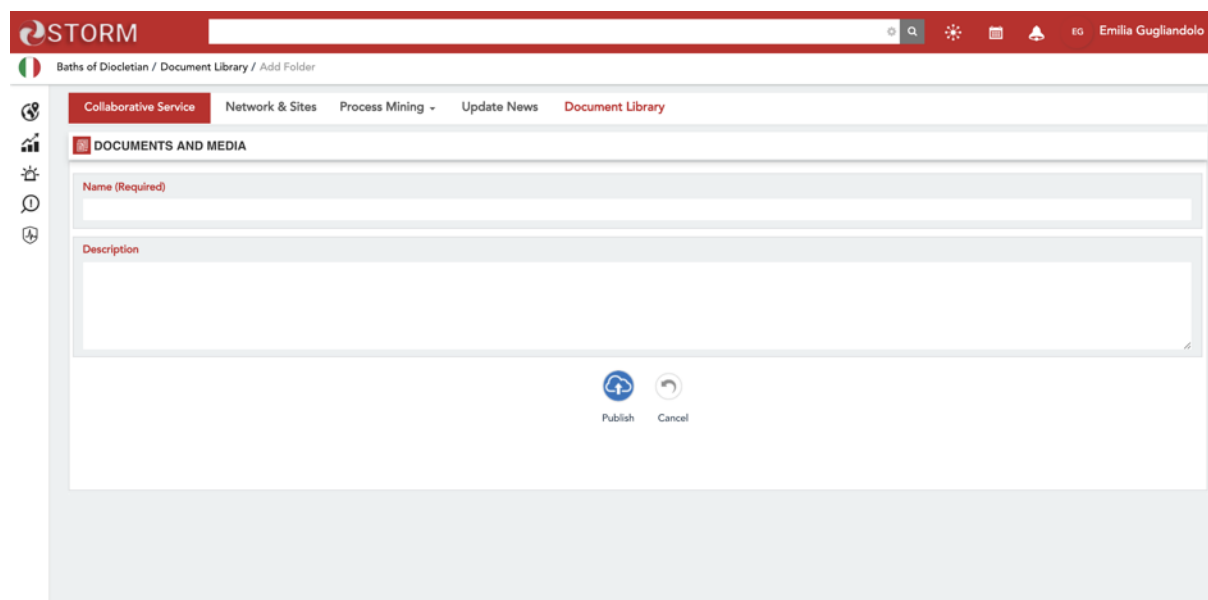 STORM
EG Emilia Gugliandolo
Baths of Diocletian / Document Library / Add Folder
Collaborative Service Network & Sites Process Mining Update News Document Library
DOCUMENTS AND MEDIA
Name (Required)
Description
Publish Cancel